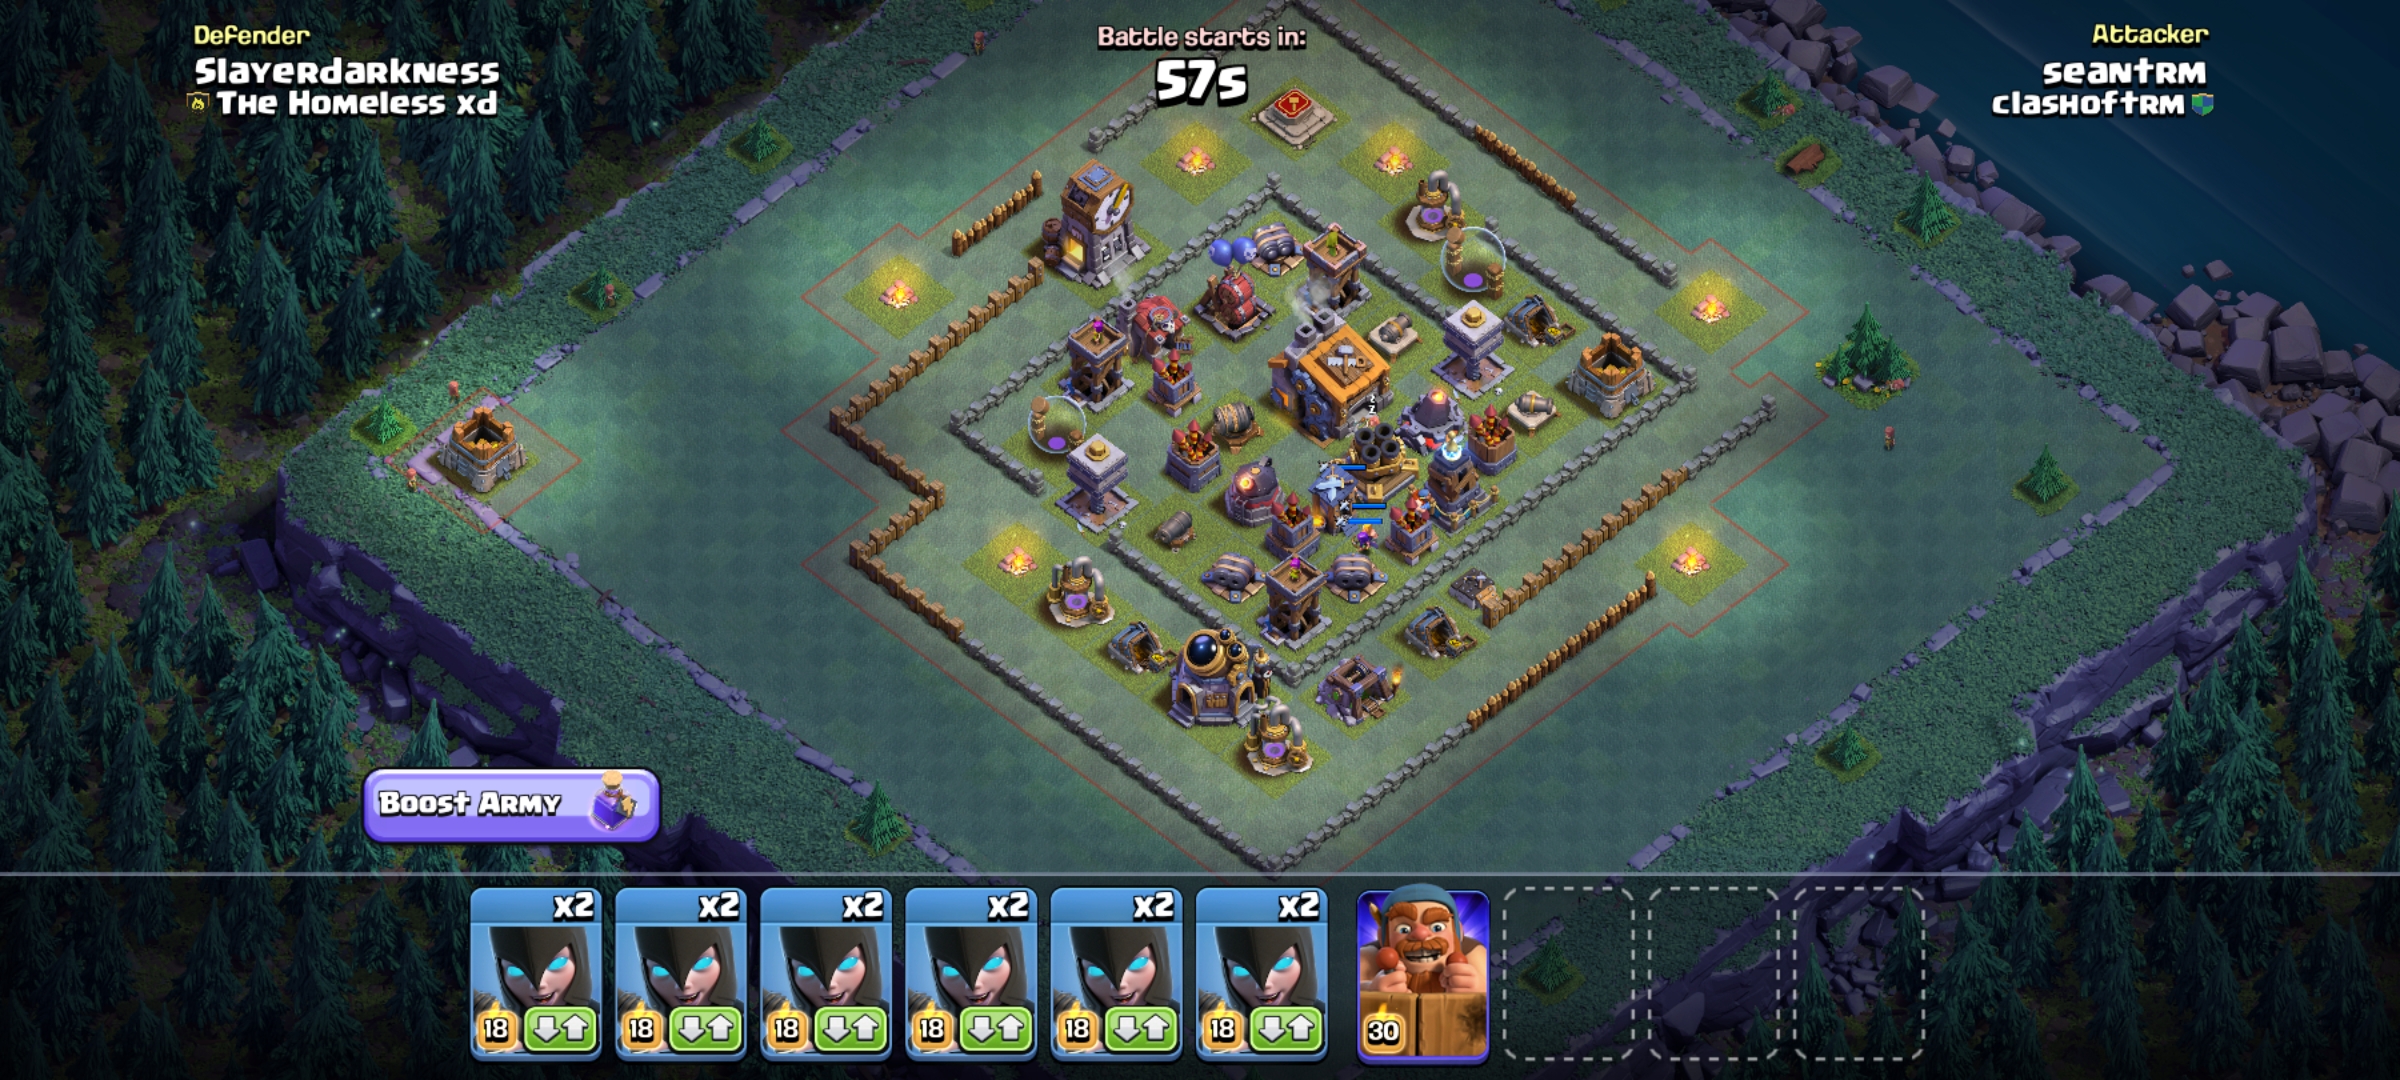 Defender
Slayerdarkness
The Homeless xd
Battle starts in:
57s
Attacker
seantRM
clashoftRM
Boost Army
x2
x2
x2
x2
x2
x2
18
18
18
18
18
18
30